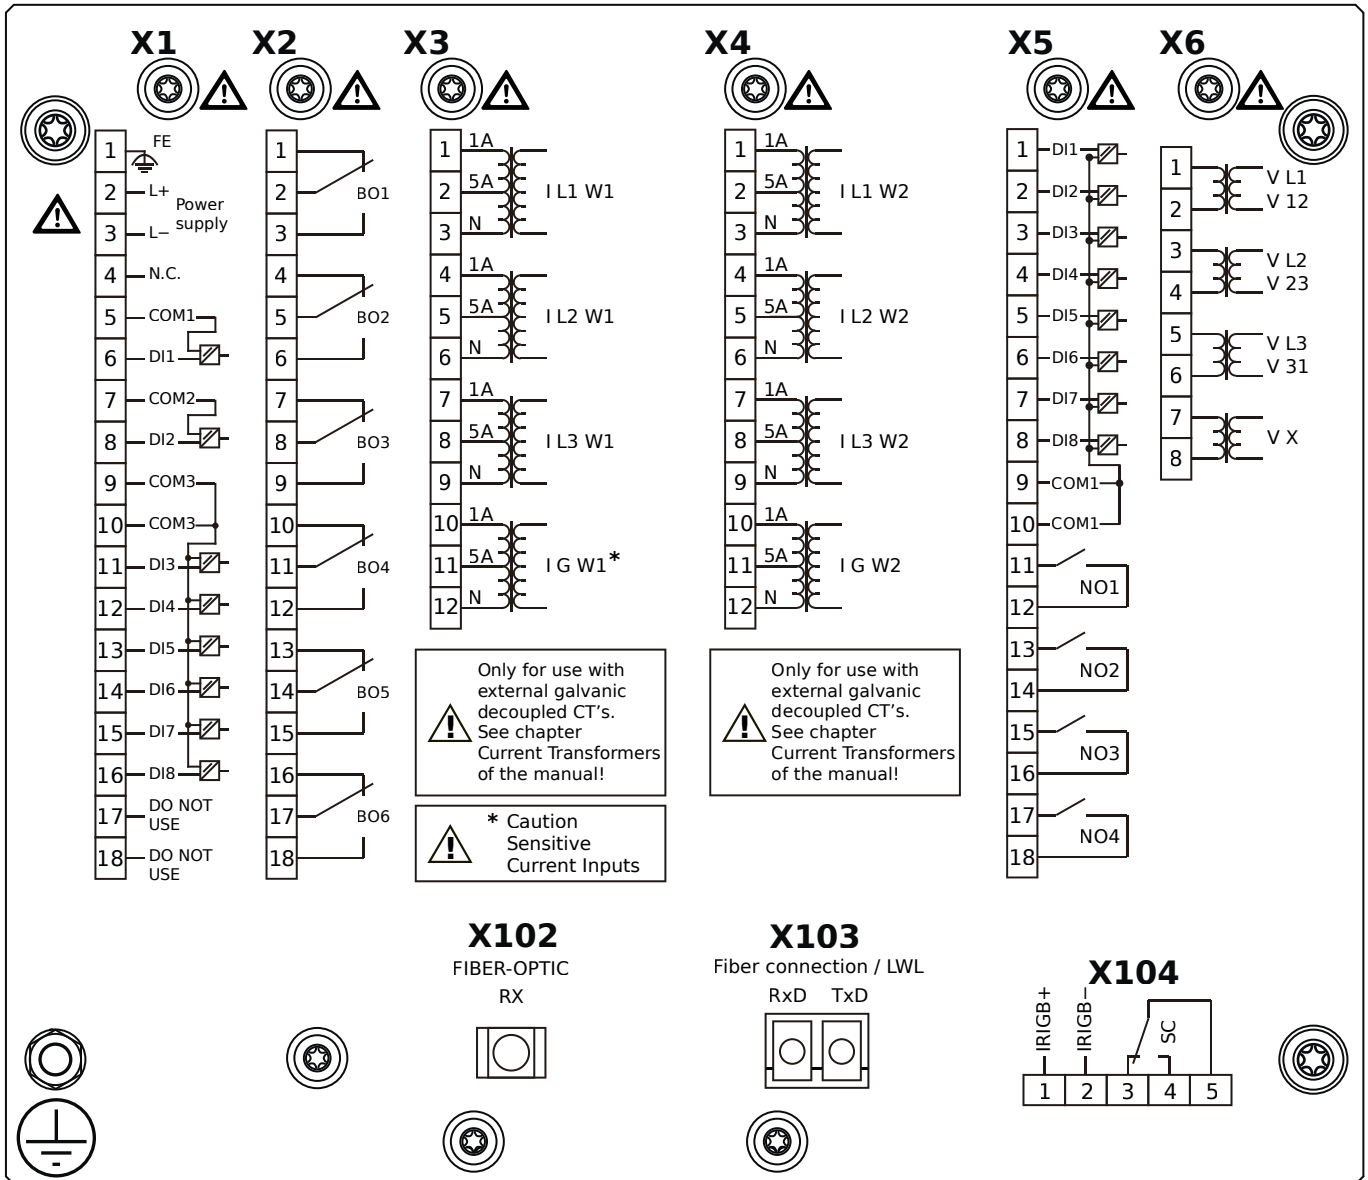 X1 X2 X3 X4 X5 X6
1 FE
2 L+
Power
supply
3 L−
4 N.C.
5 COM1
6 DI1
7 COM2
8 DI2
9 COM3
10 COM3
11 DI3
12 DI4
13 DI5
14 DI6
15 DI7
16 DI8
17 DO NOT
USE
18 DO NOT
USE
1
2 BO1
3
4
5 BO2
6
7
8 BO3
9
10
11 BO4
12
13
14 BO5
15
16
17 BO6
18
1 1A
2 5A I L1 W1
3 N
4 1A
5 5A I L2 W1
6 N
7 1A
8 5A I L3 W1
9 N
10 1A
11 5A I G W1*
12 N
Only for use with
external galvanic
decoupled CT's.
See chapter
Current Transformers
of the manual!
* Caution
Sensitive
Current Inputs
1 1A
2 5A I L1 W2
3 N
4 1A
5 5A I L2 W2
6 N
7 1A
8 5A I L3 W2
9 N
10 1A
11 5A I G W2
12 N
Only for use with
external galvanic
decoupled CT's.
See chapter
Current Transformers
of the manual!
1 DI1
2 DI2
3 DI3
4 DI4
5 DI5
6 DI6
7 DI7
8 DI8
9 COM1
10 COM1
11
NO1
12
13
NO2
14
15
NO3
16
17
NO4
18
1
V L1
V 12
2
3
V L2
V 23
4
5
V L3
V 31
6
7
V X
8
X102
FIBER-OPTIC
RX
X103
Fiber connection / LWL
RxD TxD
X104
IRIGB+ IRIGB− SC
1 2 3 4 5